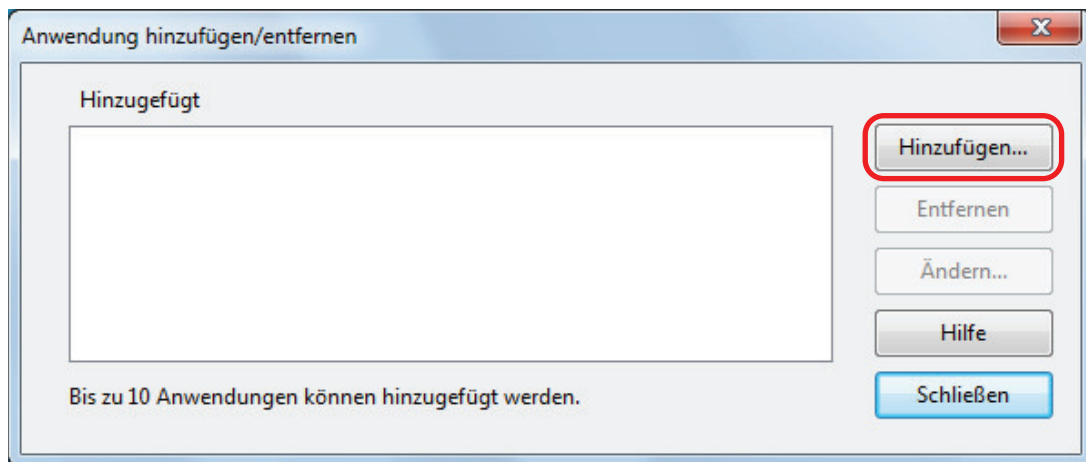 Anwendung hinzufügen/entfernen
Hinzugefügt
Hinzufügen...
Entfernen
Ändern...
Hilfe
Schließen
Bis zu 10 Anwendungen können hinzugefügt werden.